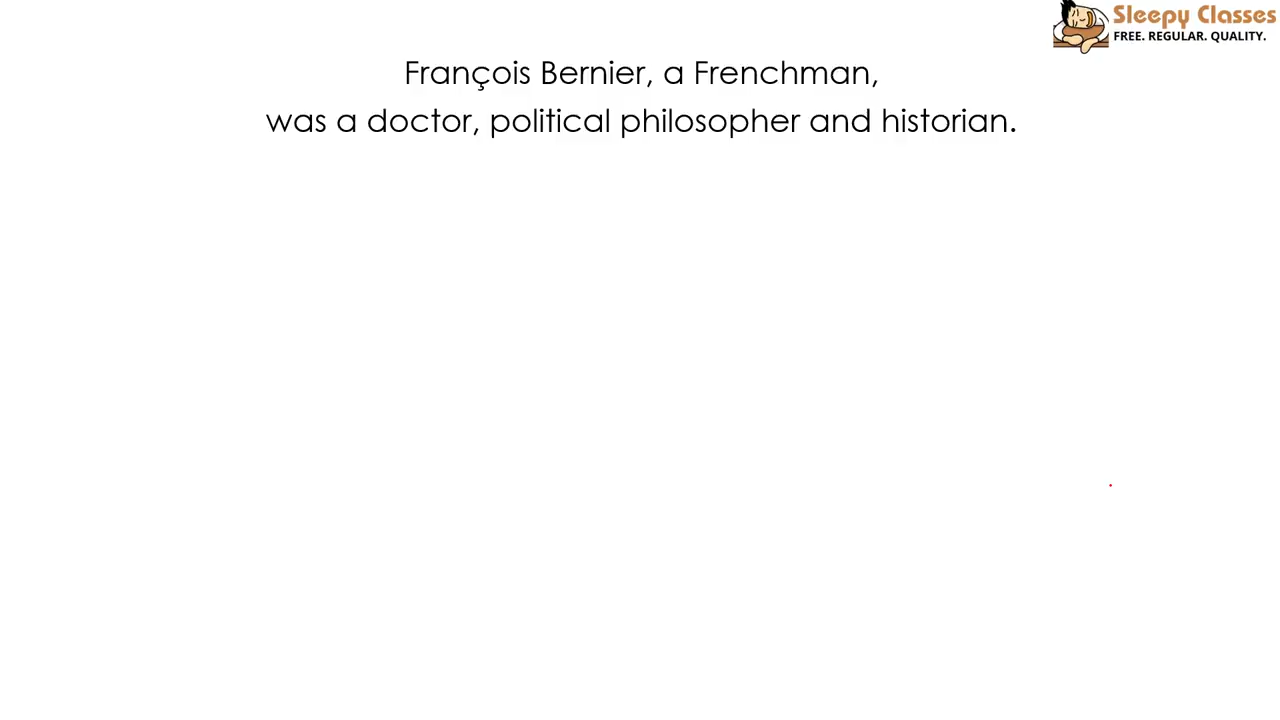 Sleepy Classes
FREE. REGULAR. QUALITY.
François Bernier, a Frenchman,
was a doctor, political philosopher and historian.